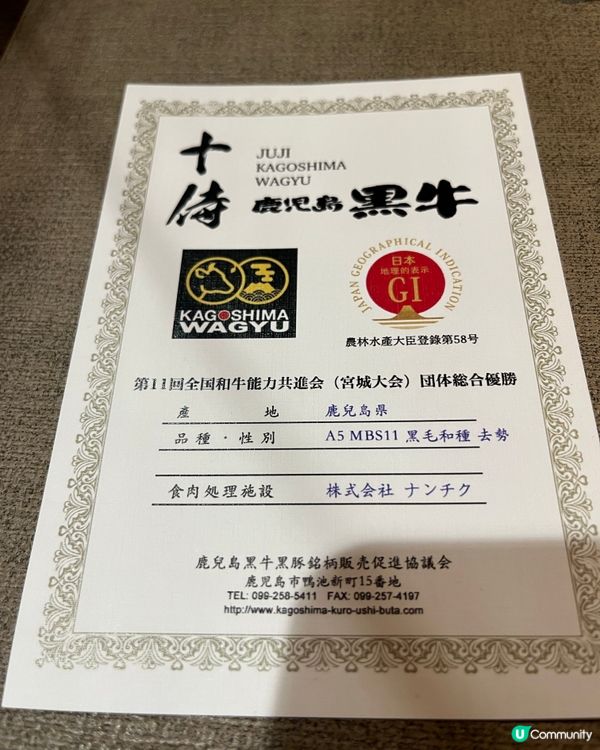 十侍
JUJI
KAGOSHIMA
WAGYU
鹿児島黒牛
KAGOSHIMA
WAGYU
JAPAN GEOGRAPHICAL INDICATION
日本
地理的表示
GI
農林水產大臣登錄第58号
第11回全国和牛能力共進会（宮城大会）団体総合優勝
産地 鹿兒島県
品種・性別 A5 MBS11 黒毛和種 去勢
食肉処理施設 株式会社 ナンチク
鹿兒島黒牛黒豚銘柄販売促進協議会
鹿児島市鴨池新町15番地
TEL: 099-258-5411 FAX: 099-257-4197
http://www.kagoshima-kuro-ushi-buta.com
U Community